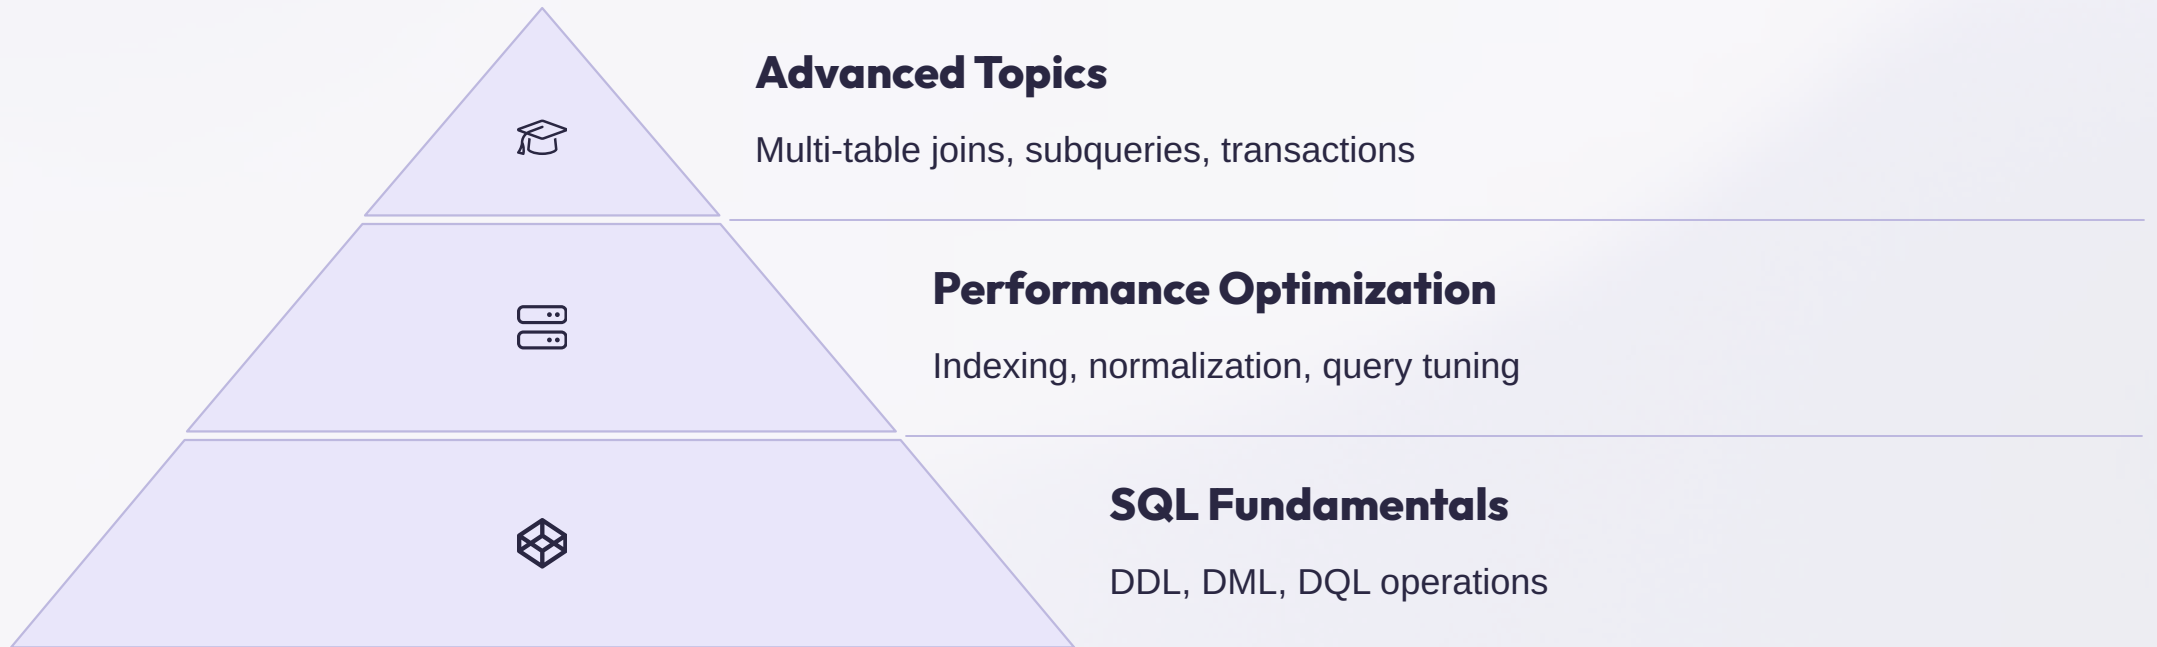 Advanced Topics
Multi-table joins, subqueries, transactions
Performance Optimization
Indexing, normalization, query tuning
SQL Fundamentals
DDL, DML, DQL operations